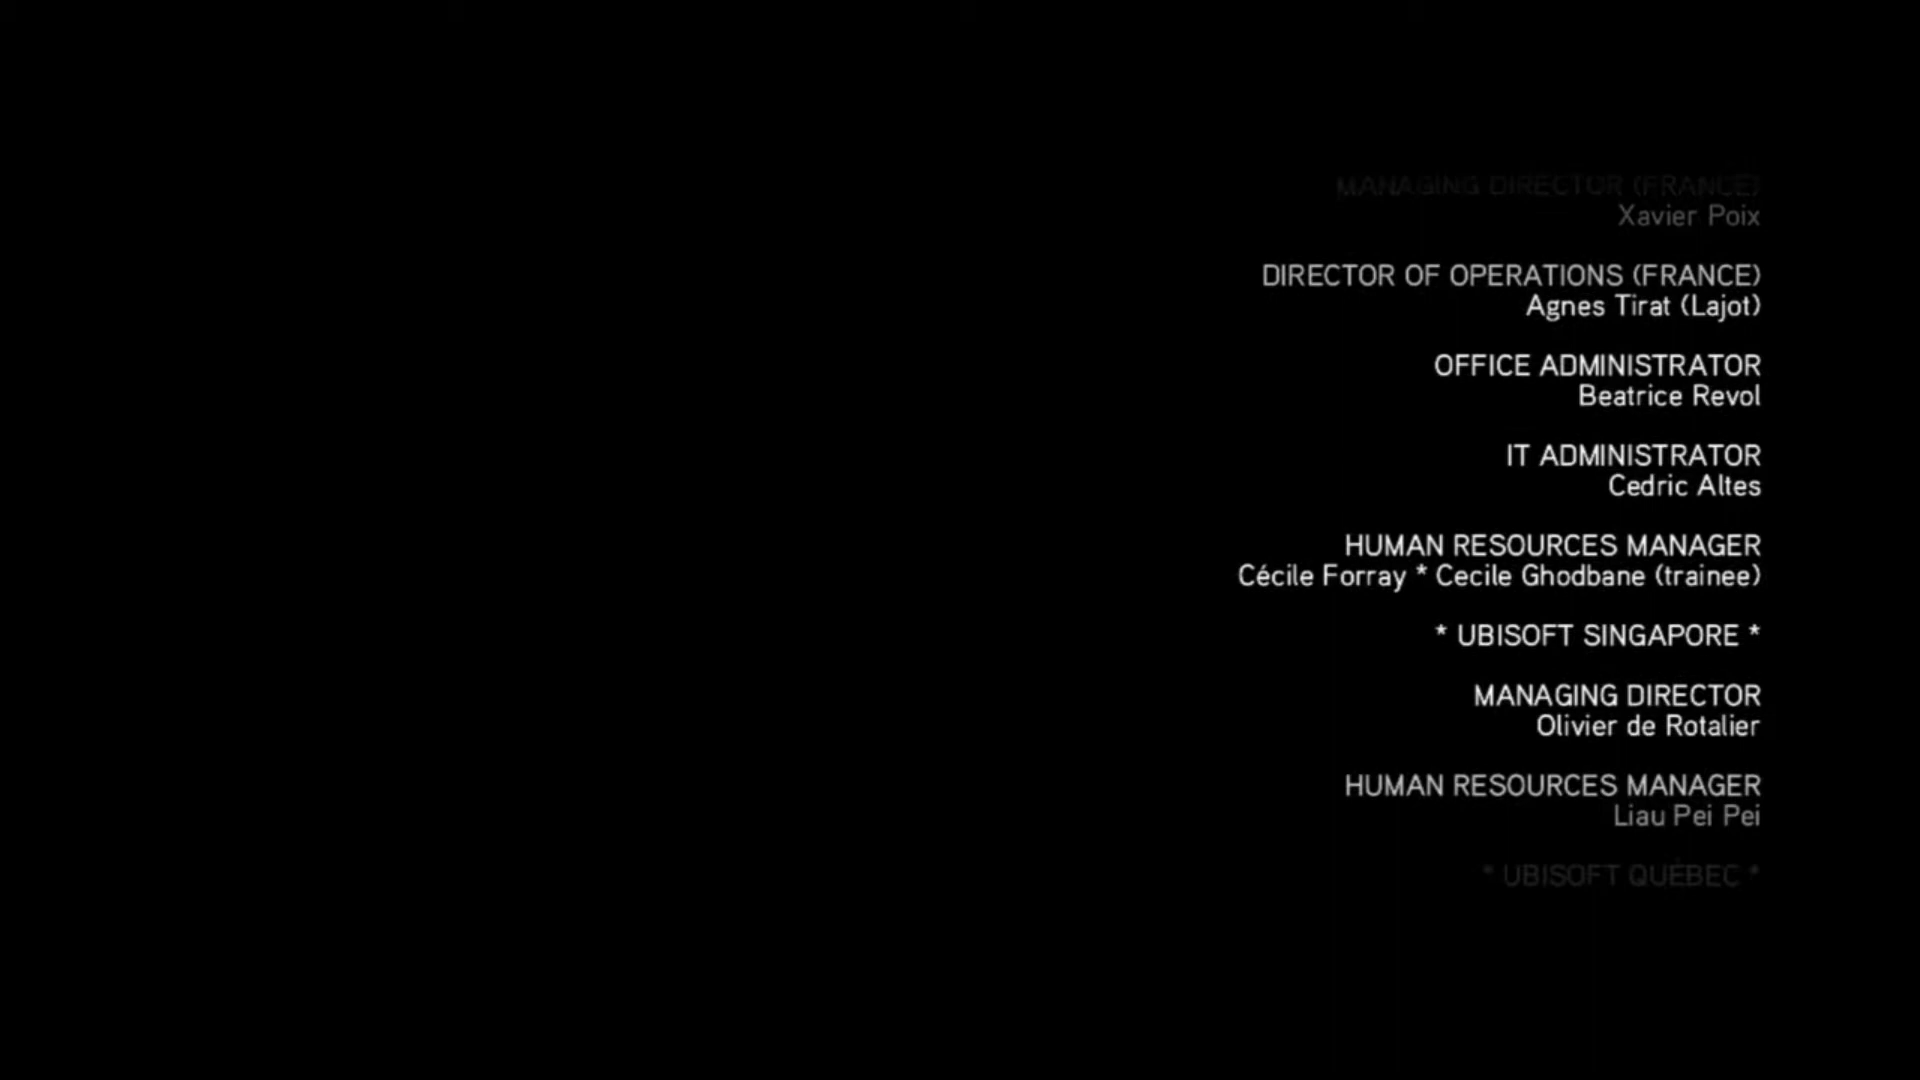 MANAGING DIRECTOR (FRANCE)
Xavier Poix
DIRECTOR OF OPERATIONS (FRANCE)
Agnes Tirat (Lajot)
OFFICE ADMINISTRATOR
Beatrice Revol
IT ADMINISTRATOR
Cedric Altes
HUMAN RESOURCES MANAGER
Cécile Forray * Cecile Ghodbane (trainee)
* UBISOFT SINGAPORE *
MANAGING DIRECTOR
Olivier de Rotalier
HUMAN RESOURCES MANAGER
Liau Pei Pei
* UBISOFT QUÉBEC *